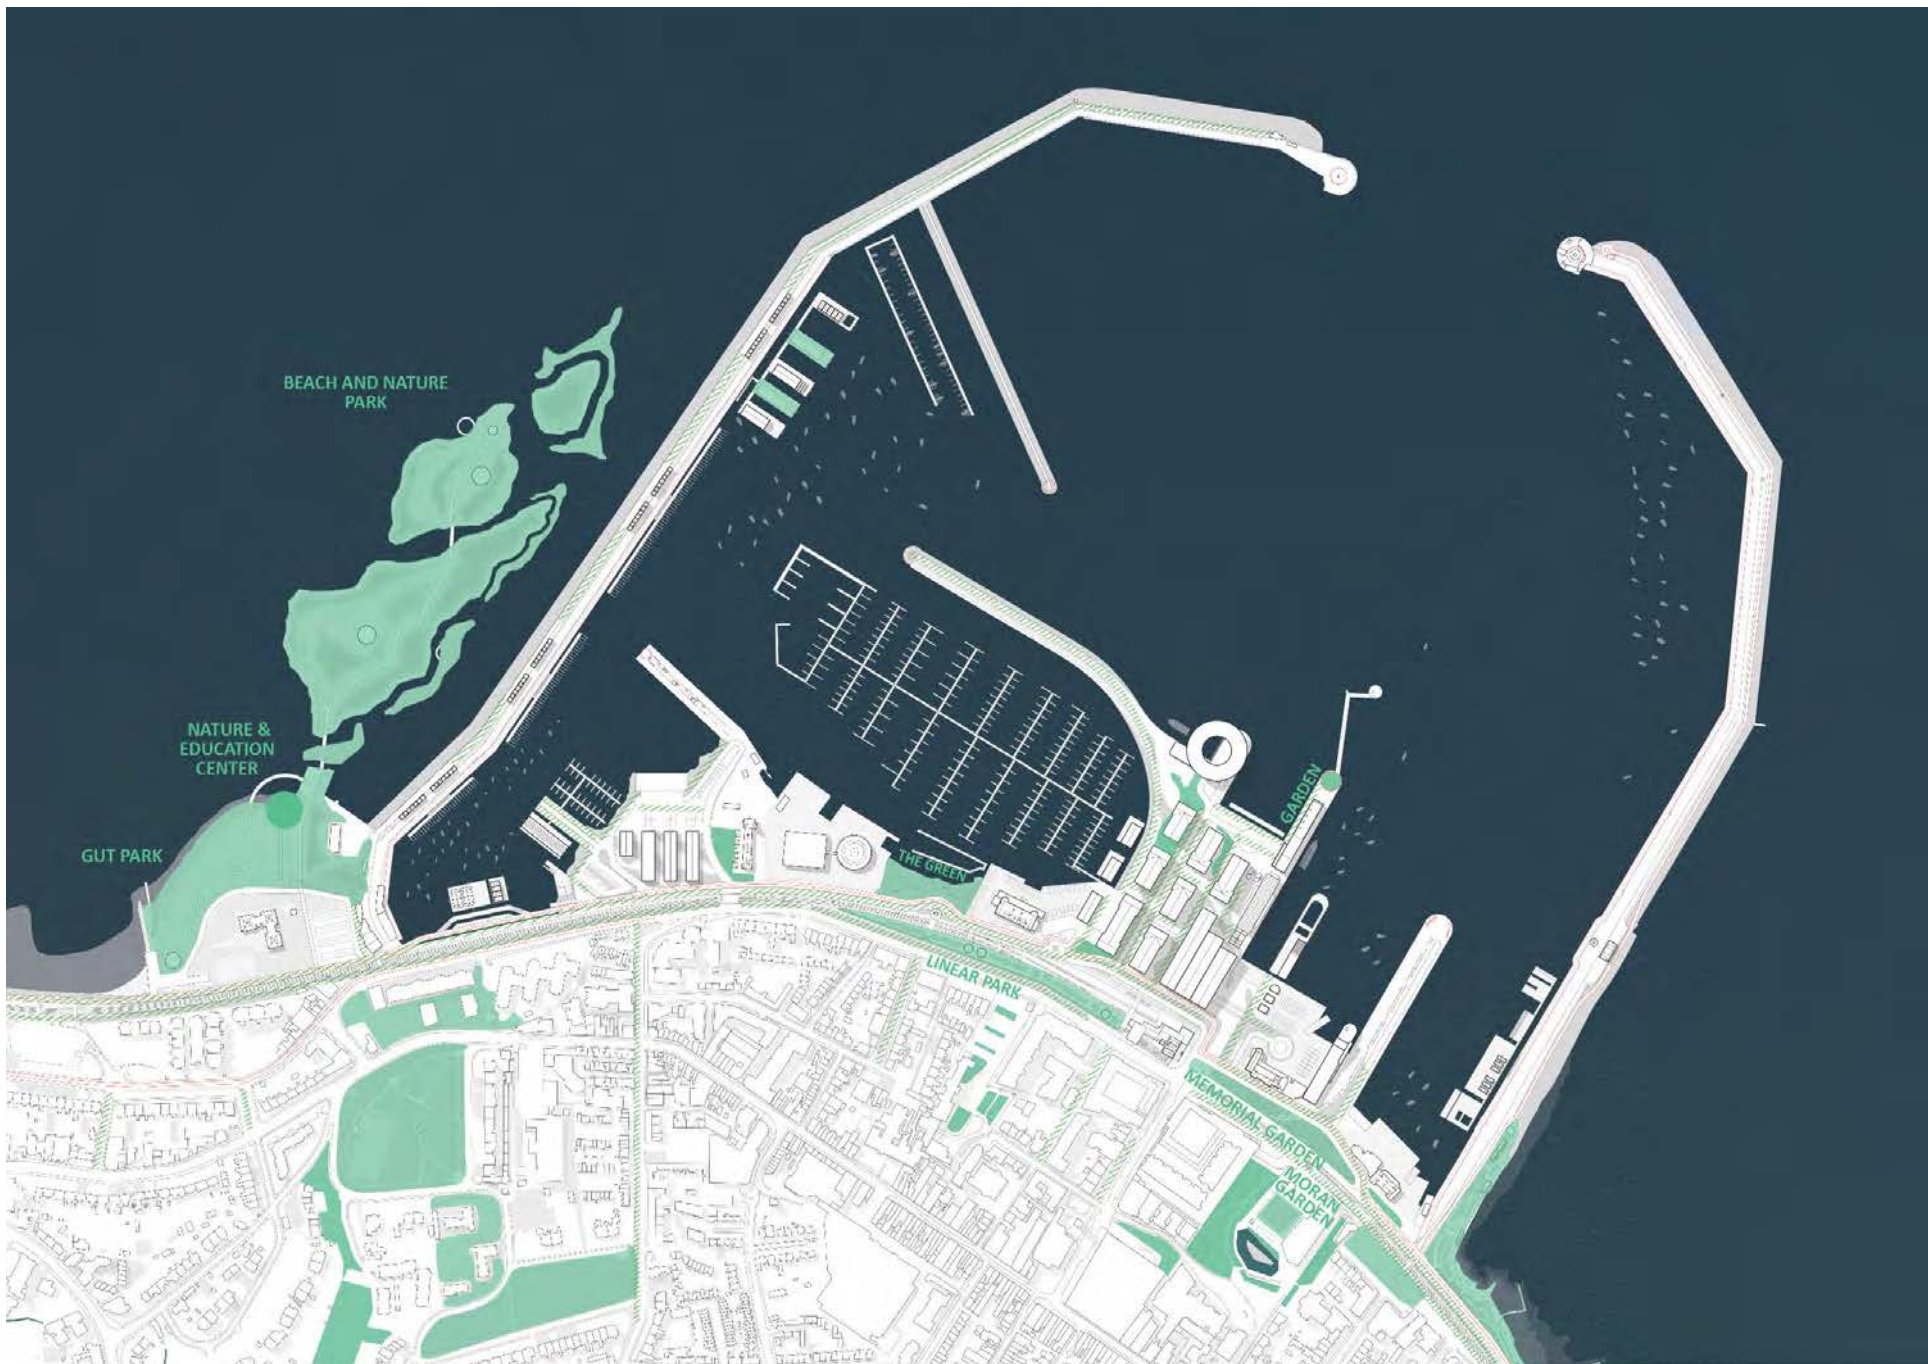 BEACH AND NATURE
PARK
NATURE &
EDUCATION
CENTER
GUT PARK
THE GREEN
GARDEN
LINEAR PARK
MEMORIAL GARDEN
MORAN
GARDEN